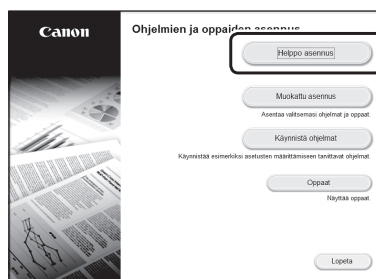 Canon
Ohjelmien ja oppaiden asennus
Helppo asennus
Muokattu asennus
Asentaa valitsemasi ohjelmat ja oppaat.
Käynnistä ohjelmat
Käynnistää esimerkiksi asetusten määrittämiseen tarvittavat ohjelmat.
Oppaat
Näyttää oppaat.
Lopeta